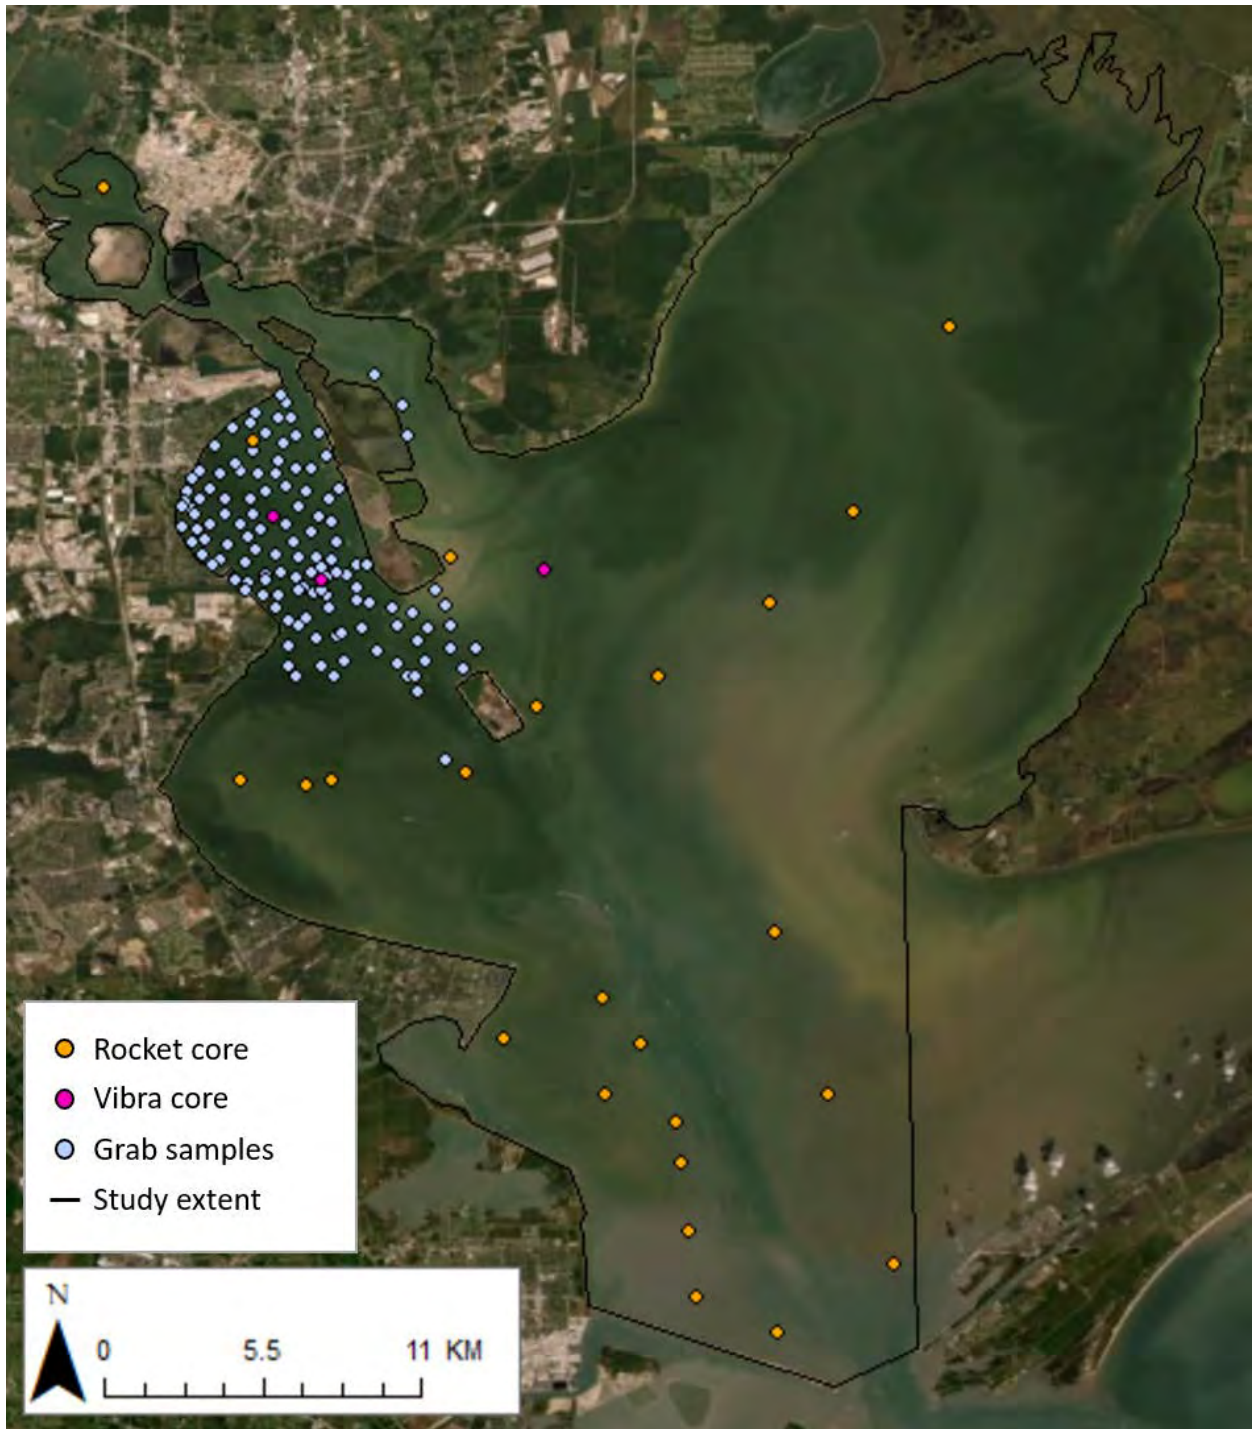 Rocket core
Vibra core
Grab samples
Study extent
N
0 5.5 11 KM